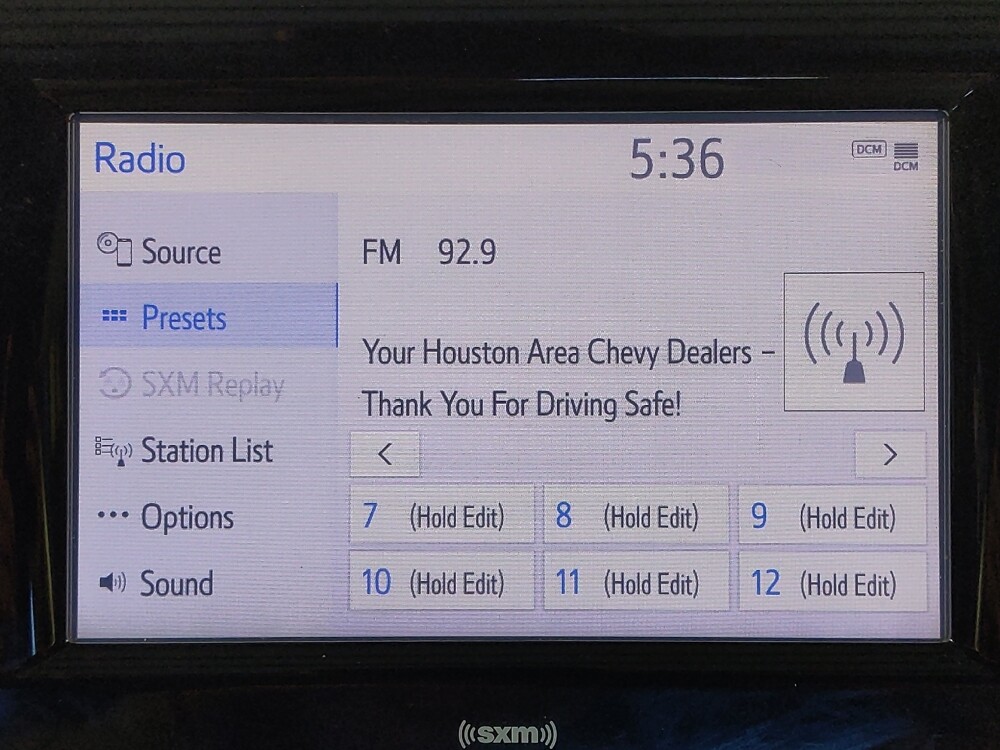 Radio
5:36
DCM
DCM
Source
Presets
SXM Replay
Station List
Options
Sound
FM 92.9
Your Houston Area Chevy Dealers –
Thank You For Driving Safe!
< >
7 (Hold Edit) 8 (Hold Edit) 9 (Hold Edit)
10 (Hold Edit) 11 (Hold Edit) 12 (Hold Edit)
((sxm))